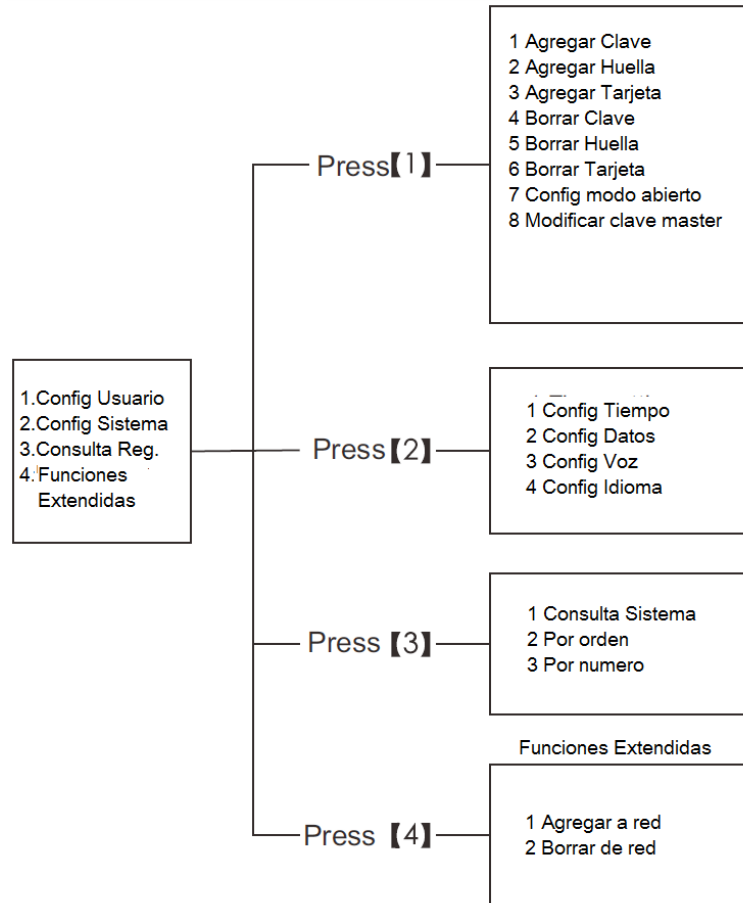 1.Config Usuario
2.Config Sistema
3.Consulta Reg.
4.Funciones
Extendidas
Press【1】
1 Agregar Clave
2 Agregar Huella
3 Agregar Tarjeta
4 Borrar Clave
5 Borrar Huella
6 Borrar Tarjeta
7 Config modo abierto
8 Modificar clave master
Press【2】
1 Config Tiempo
2 Config Datos
3 Config Voz
4 Config Idioma
Press【3】
1 Consulta Sistema
2 Por orden
3 Por numero
Press【4】
Funciones Extendidas
1 Agregar a red
2 Borrar de red